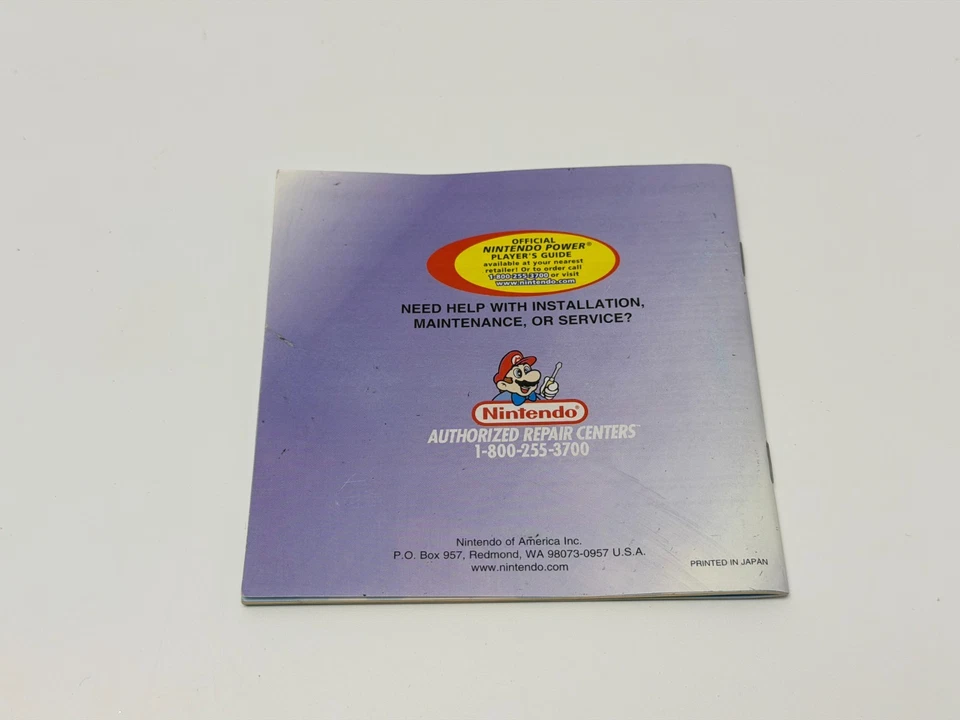 OFFICIAL
NINTENDO POWER®
PLAYER'S GUIDE
available at your nearest
retailer! Or to order call
1-800-255-3700 or visit
www.nintendo.com
NEED HELP WITH INSTALLATION,
MAINTENANCE, OR SERVICE?
Nintendo®
AUTHORIZED REPAIR CENTERS℠
1-800-255-3700
Nintendo of America Inc.
P.O. Box 957, Redmond, WA 98073-0957 U.S.A.
www.nintendo.com
PRINTED IN JAPAN